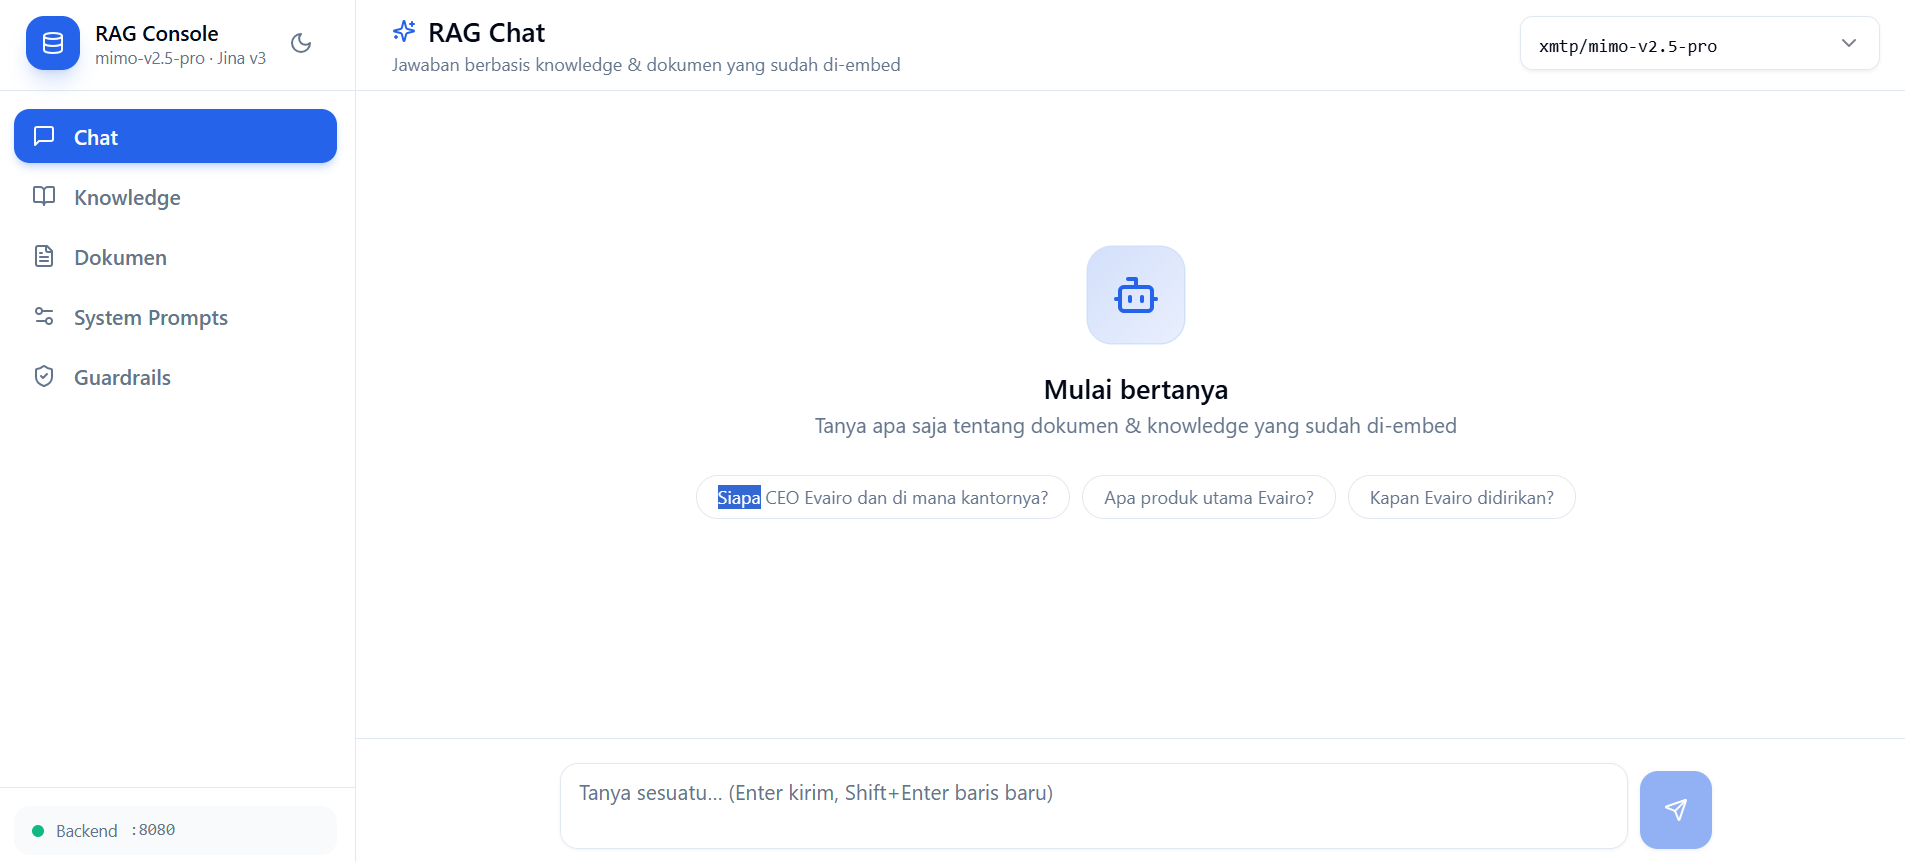 RAG Console
mimo-v2.5-pro · Jina v3
Chat
Knowledge
Dokumen
System Prompts
Guardrails
Backend :8080
RAG Chat
Jawaban berbasis knowledge & dokumen yang sudah di-embed
xmtp/mimo-v2.5-pro
Mulai bertanya
Tanya apa saja tentang dokumen & knowledge yang sudah di-embed
Siapa CEO Evairo dan di mana kantornya?
Apa produk utama Evairo?
Kapan Evairo didirikan?
Tanya sesuatu... (Enter kirim, Shift+Enter baris baru)